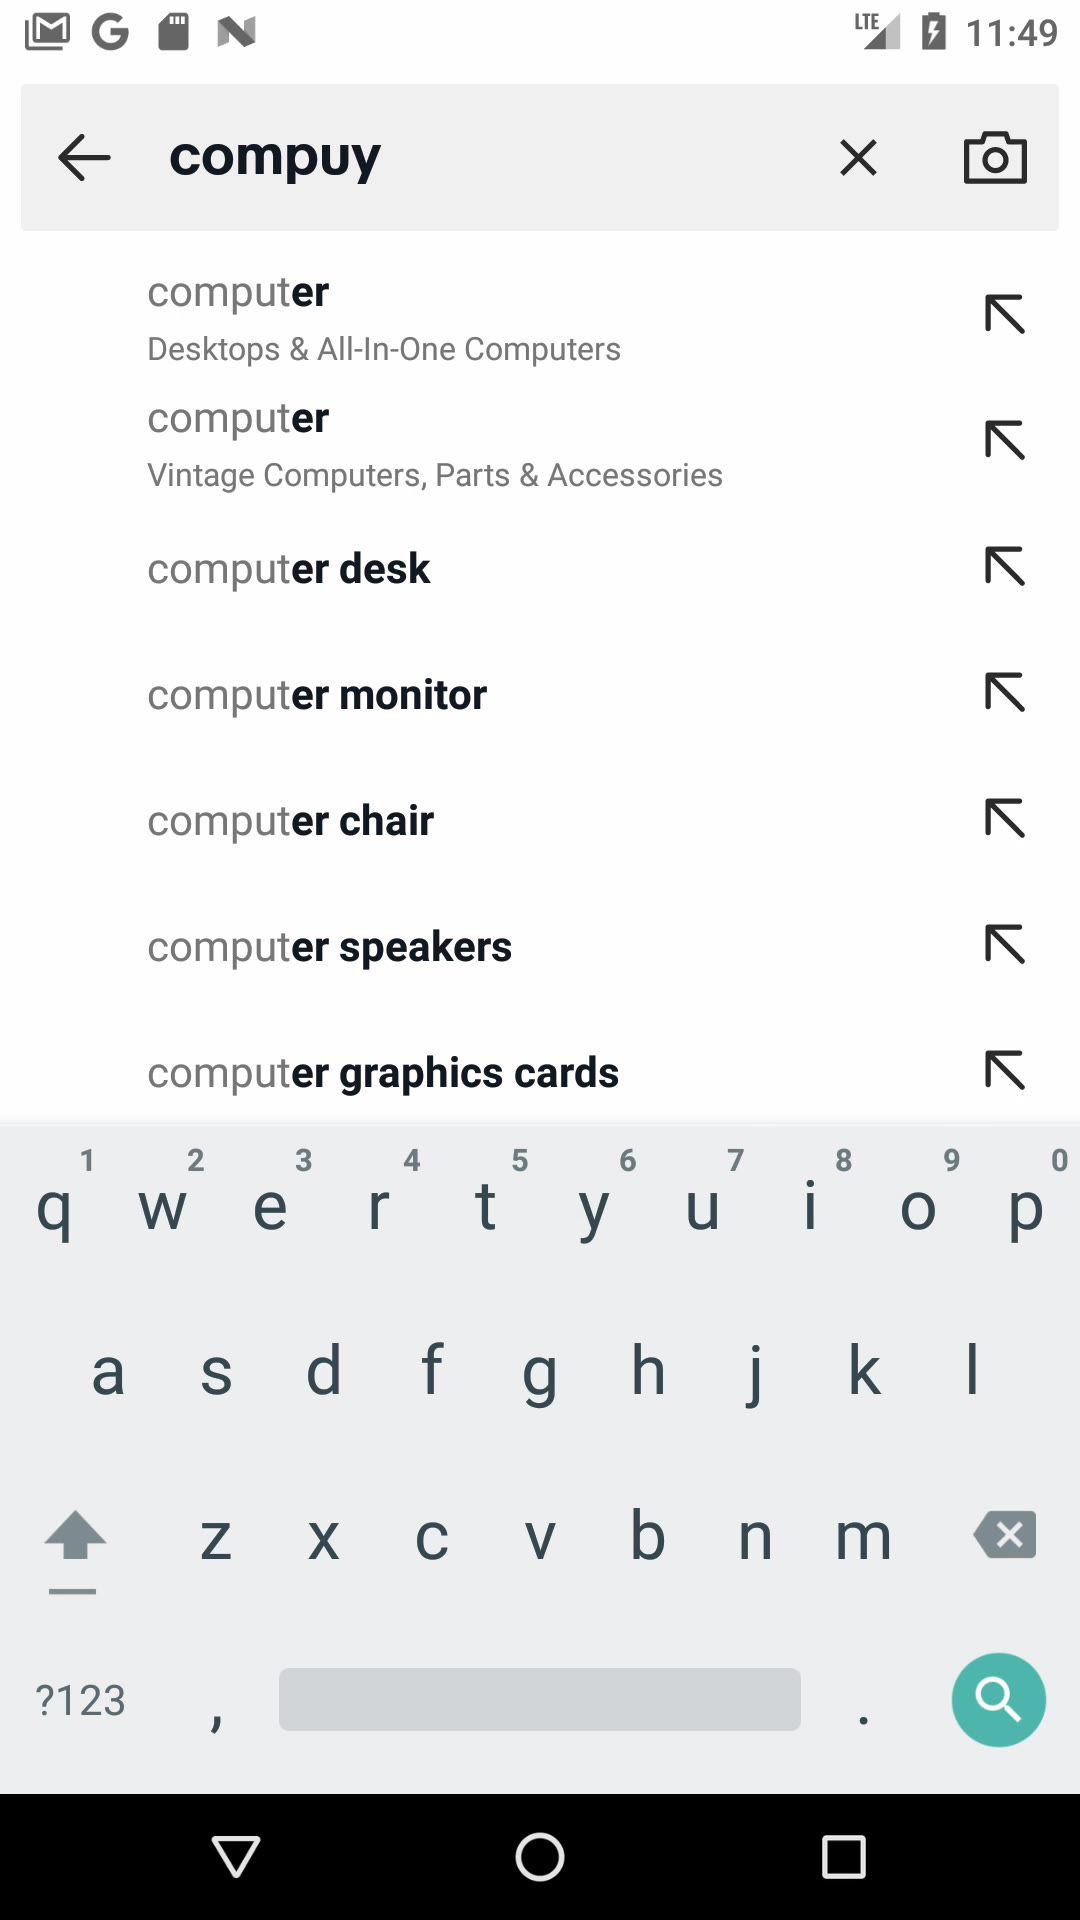 LTE 11:49
compuy
computer
Desktops & All-In-One Computers
computer
Vintage Computers, Parts & Accessories
computer desk
computer monitor
computer chair
computer speakers
computer graphics cards
1 2 3 4 5 6 7 8 9 0
q w e r t y u i o p
a s d f g h j k l
z x c v b n m
?123 , .